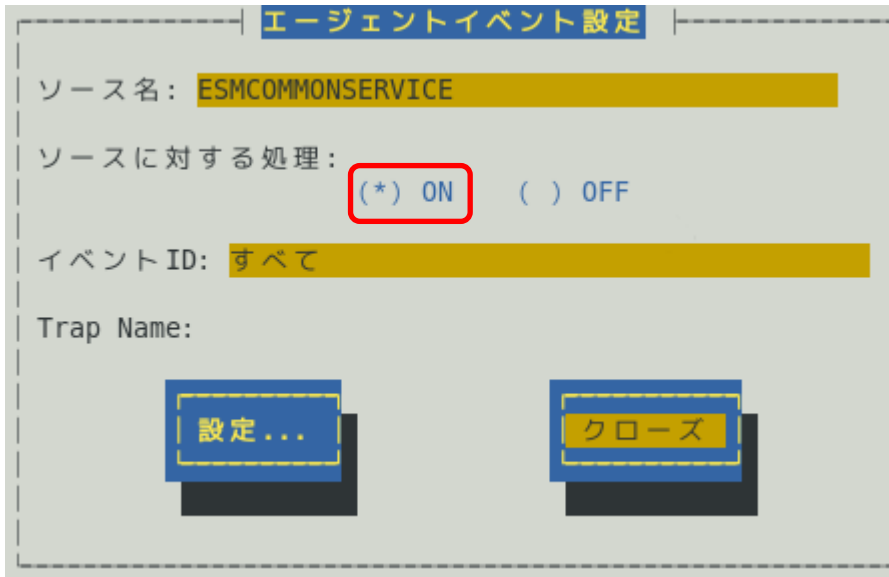 エージェントイベント設定
ソース名: ESMCOMMONSERVICE
ソースに対する処理:
(*) ON ( ) OFF
イベントID: すべて
Trap Name:
設定... クローズ